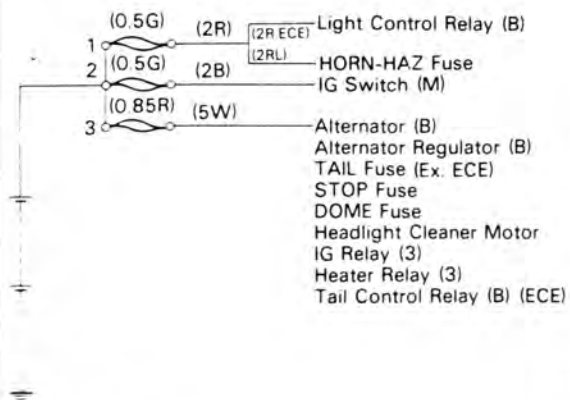 (0.5G) (2R) (2R ECE) Light Control Relay (B)
1
(2RL) HORN-HAZ Fuse
2 (0.5G) (2B) IG Switch (M)
(0.85R) (5W)
3 Alternator (B)
Alternator Regulator (B)
TAIL Fuse (Ex. ECE)
STOP Fuse
DOME Fuse
Headlight Cleaner Motor
IG Relay (3)
Heater Relay (3)
Tail Control Relay (B) (ECE)